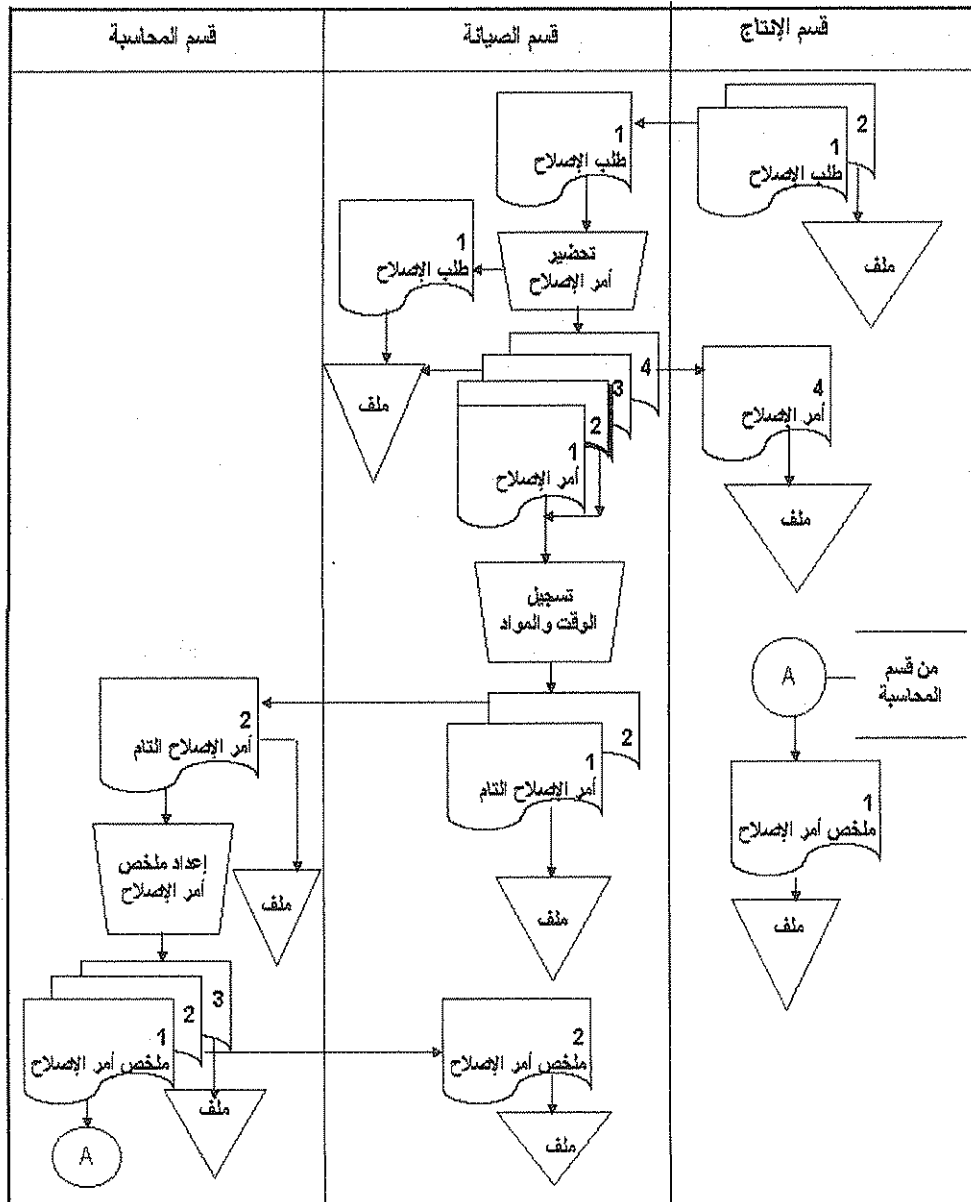 قسم الإنتاج
قسم الصيانة
قسم المحاسبة
2
1
طلب الإصلاح
ملف
1
طلب الإصلاح
تحضير
أمر الإصلاح
1
طلب الإصلاح
ملف
4
3
2
1
أمر الإصلاح
4
أمر الإصلاح
ملف
تسجيل
الوقت والمواد
A
من قسم
المحاسبة
2
1
أمر الإصلاح التام
ملف
2
أمر الإصلاح التام
إعداد ملخص
أمر الإصلاح
ملف
1
ملخص أمر الإصلاح
ملف
3
2
1
ملخص أمر الإصلاح
ملف
A
2
ملخص أمر الإصلاح
ملف